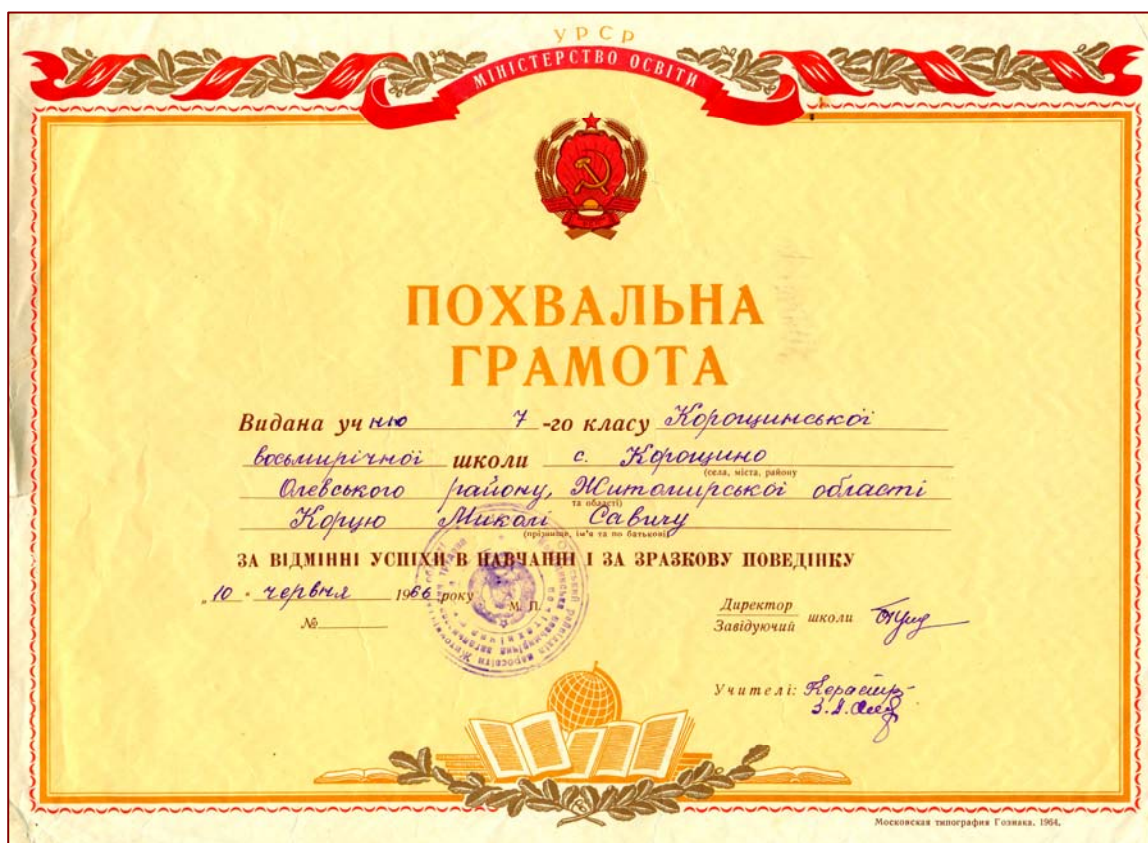 УРСР
МІНІСТЕРСТВО ОСВІТИ
ПОХВАЛЬНА
ГРАМОТА
Видана учню 7-го класу Корощинської
восьмирічної школи с. Корощино
(села, міста, району
Олевського району, Житомирської області
та області)
Корцю Миколі Савичу
(прізвище, ім'я та по батькові)
ЗА ВІДМІННІ УСПІХИ В НАВЧАННІ І ЗА ЗРАЗКОВУ ПОВЕДІНКУ
„10" червня 1966 року М. П.
№
Директор
Завідуючий школи
Учителі:
Московская типография Гознака. 1964.